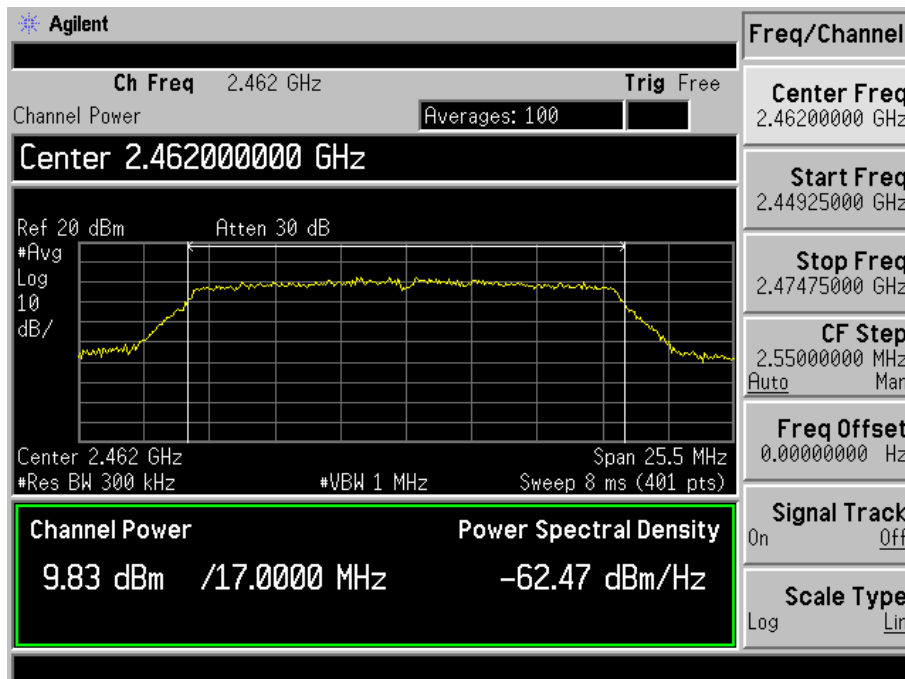 Agilent
Freq/Channel
Ch Freq 2.462 GHz Trig Free
Channel Power Averages: 100
Center 2.462000000 GHz
Ref 20 dBm Atten 30 dB
#Avg
Log
10
dB/
Center 2.462 GHz Span 25.5 MHz
#Res BW 300 kHz #VBW 1 MHz Sweep 8 ms (401 pts)
Channel Power Power Spectral Density
9.83 dBm /17.0000 MHz -62.47 dBm/Hz
Center Freq
2.46200000 GHz
Start Freq
2.44925000 GHz
Stop Freq
2.47475000 GHz
CF Step
2.55000000 MHz
Auto Man
Freq Offset
0.00000000 Hz
Signal Track
On Off
Scale Type
Log Lin